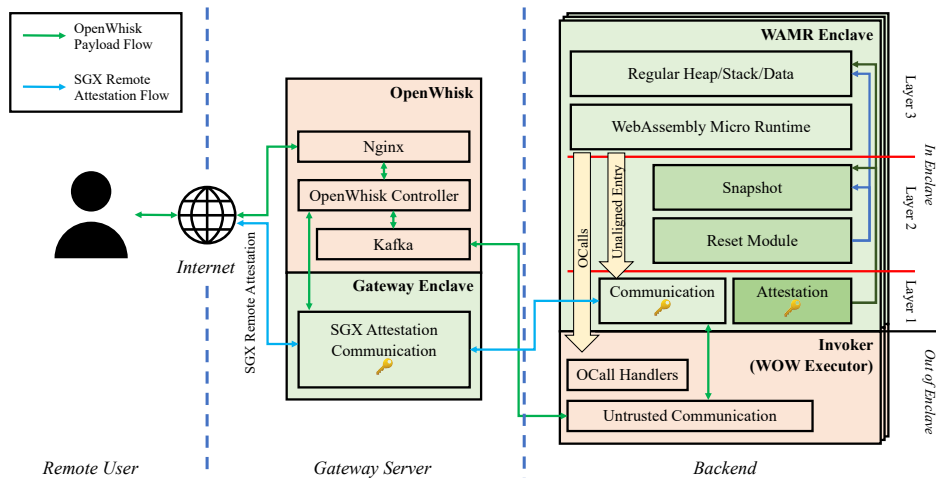 OpenWhisk
Payload Flow
SGX Remote
Attestation Flow
Internet
SGX Remote Attestation
OpenWhisk
Nginx
OpenWhisk Controller
Kafka
Gateway Enclave
SGX Attestation
Communication
WAMR Enclave
Regular Heap/Stack/Data
WebAssembly Micro Runtime
OCalls
Unaligned Entry
Snapshot
Reset Module
Communication
Attestation
Layer 3
Layer 2
Layer 1
In Enclave
Out of Enclave
Invoker
(WOW Executor)
OCall Handlers
Untrusted Communication
Remote User
Gateway Server
Backend